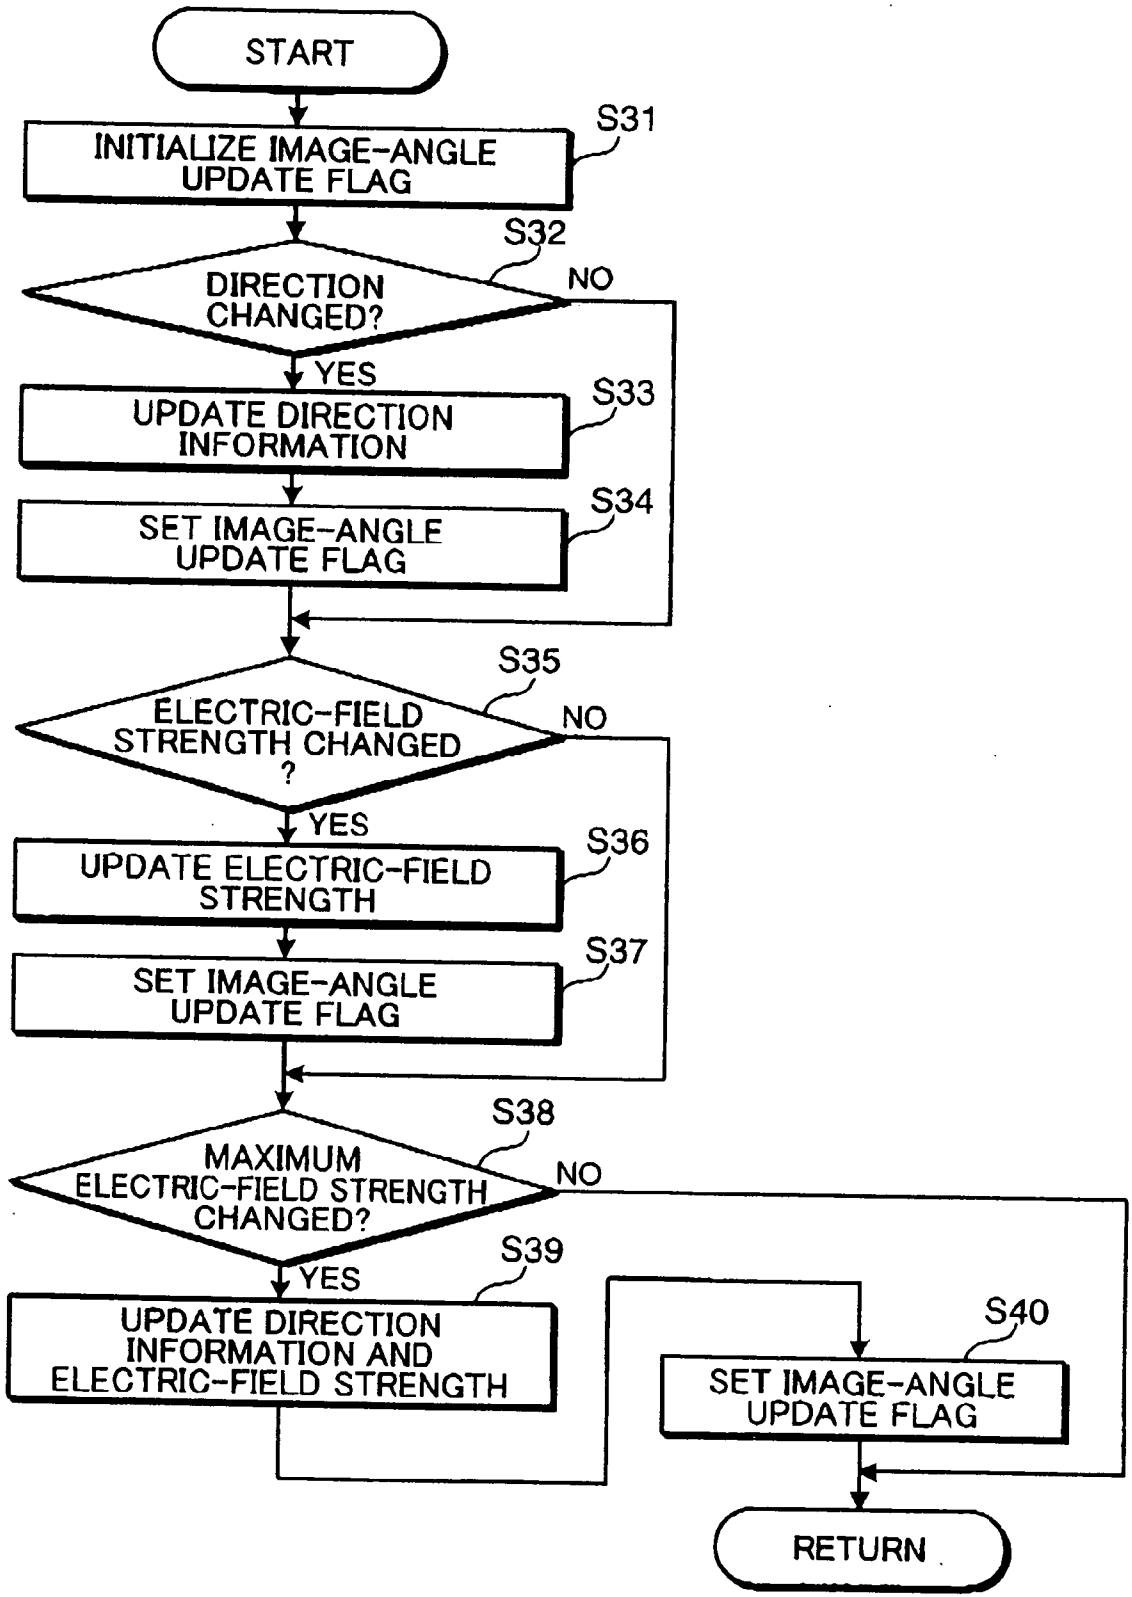 START
S31
INITIALIZE IMAGE-ANGLE
UPDATE FLAG
S32
DIRECTION
CHANGED?
NO
YES
S33
UPDATE DIRECTION
INFORMATION
S34
SET IMAGE-ANGLE
UPDATE FLAG
S35
ELECTRIC-FIELD
STRENGTH CHANGED
?
NO
YES
S36
UPDATE ELECTRIC-FIELD
STRENGTH
S37
SET IMAGE-ANGLE
UPDATE FLAG
S38
MAXIMUM
ELECTRIC-FIELD STRENGTH
CHANGED?
NO
YES
S39
UPDATE DIRECTION
INFORMATION AND
ELECTRIC-FIELD STRENGTH
S40
SET IMAGE-ANGLE
UPDATE FLAG
RETURN